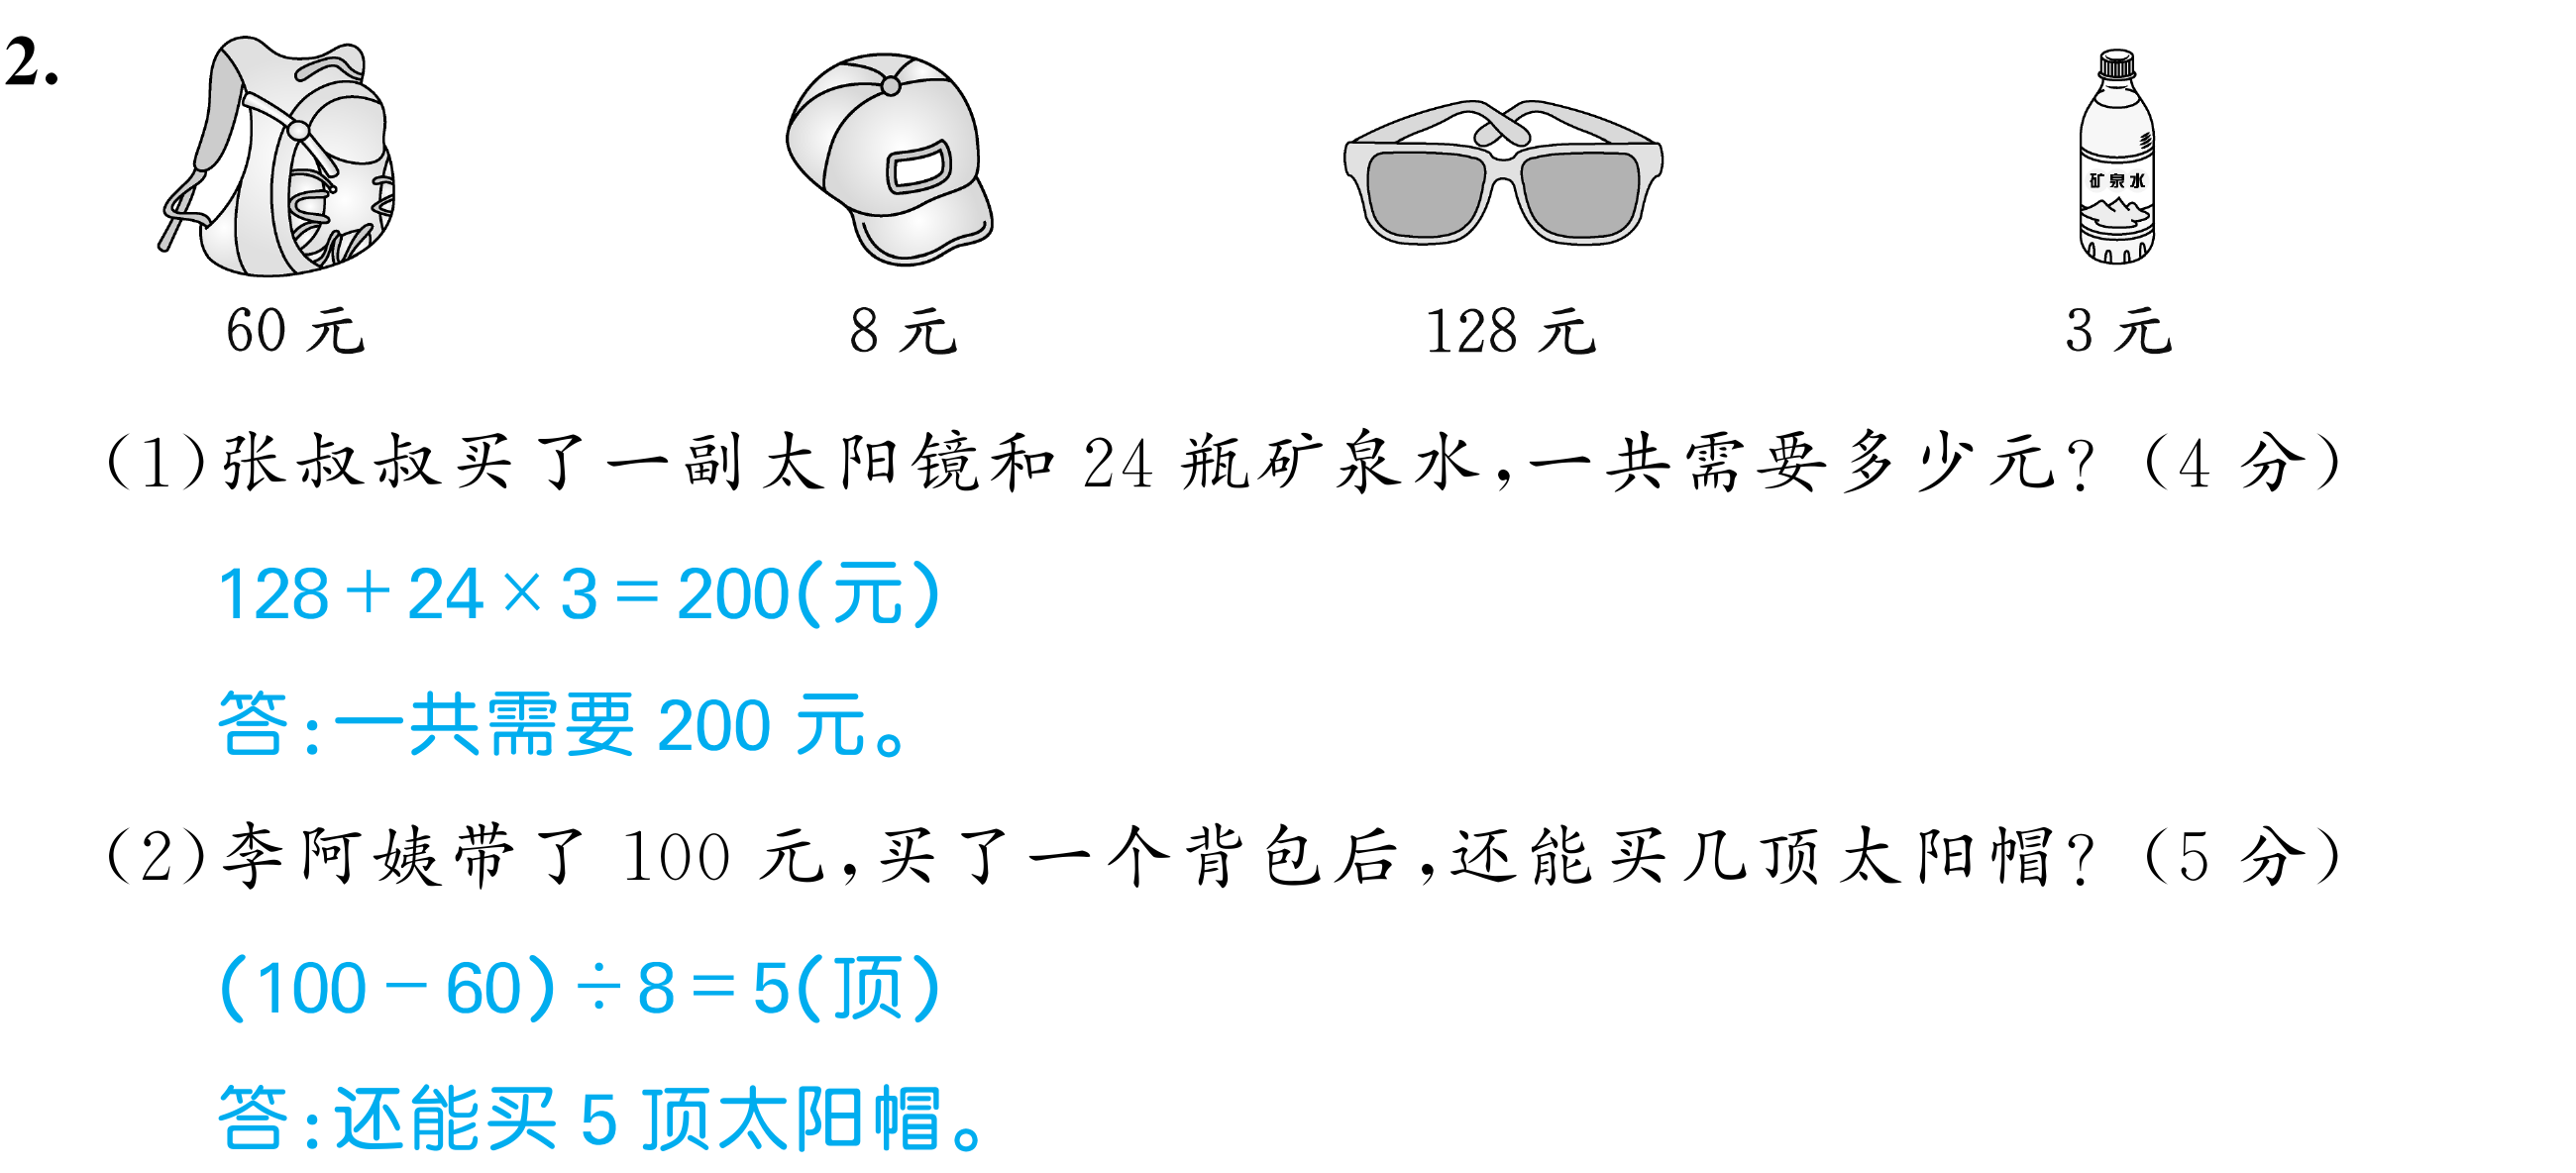 2.
矿泉水
60 元 8 元 128 元 3 元
(1)张叔叔买了一副太阳镜和 24 瓶矿泉水,一共需要多少元?(4 分)
128+24×3=200(元)
答:一共需要 200 元。
(2)李阿姨带了 100 元,买了一个背包后,还能买几顶太阳帽?(5 分)
(100-60)÷8=5(顶)
答:还能买 5 顶太阳帽。